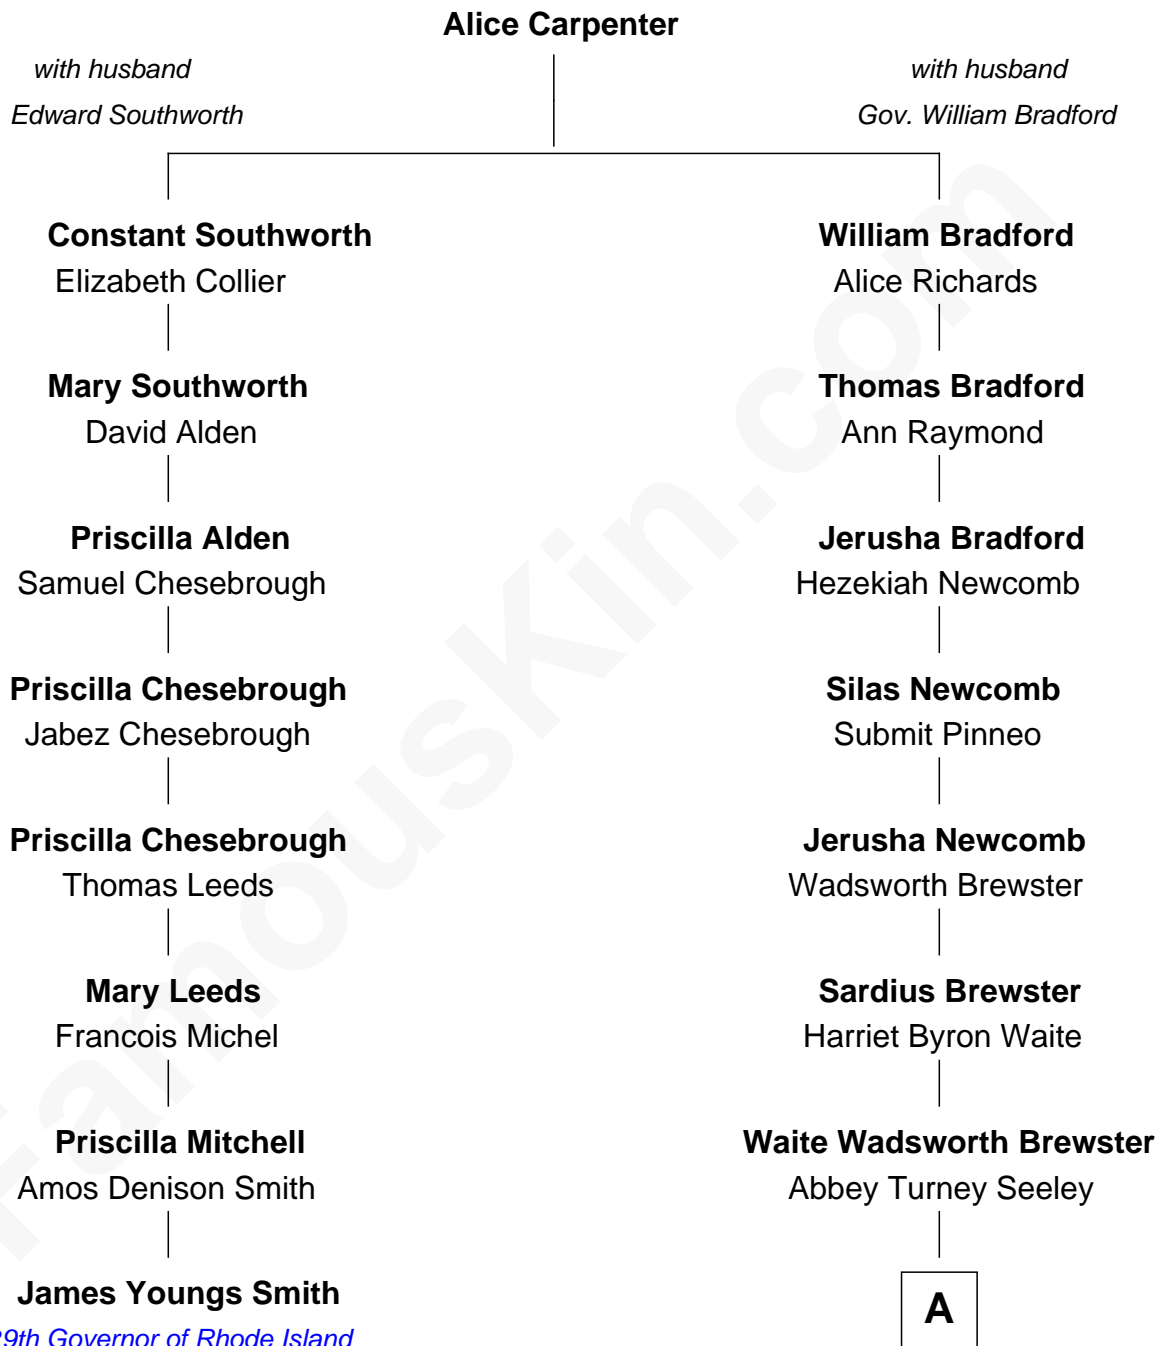 Alice Carpenter
with husband
Edward Southworth
with husband
Gov. William Bradford
Constant Southworth
Elizabeth Collier
William Bradford
Alice Richards
Mary Southworth
David Alden
Thomas Bradford
Ann Raymond
Priscilla Alden
Samuel Chesebrough
Jerusha Bradford
Hezekiah Newcomb
Priscilla Chesebrough
Jabez Chesebrough
Silas Newcomb
Submit Pinneo
Priscilla Chesebrough
Thomas Leeds
Jerusha Newcomb
Wadsworth Brewster
Mary Leeds
Francois Michel
Sardius Brewster
Harriet Byron Waite
Priscilla Mitchell
Amos Denison Smith
Waite Wadsworth Brewster
Abbey Turney Seeley
James Youngs Smith
29th Governor of Rhode Island
A
FamousKin.com